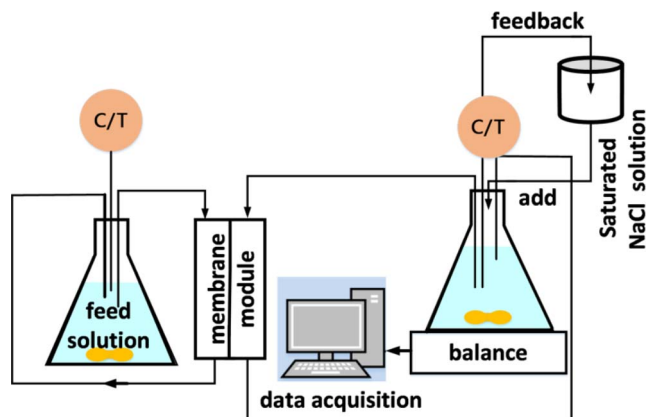 feedback
C/T
C/T
Saturated
NaCl solution
add
feed
solution
membrane
module
balance
data acquisition